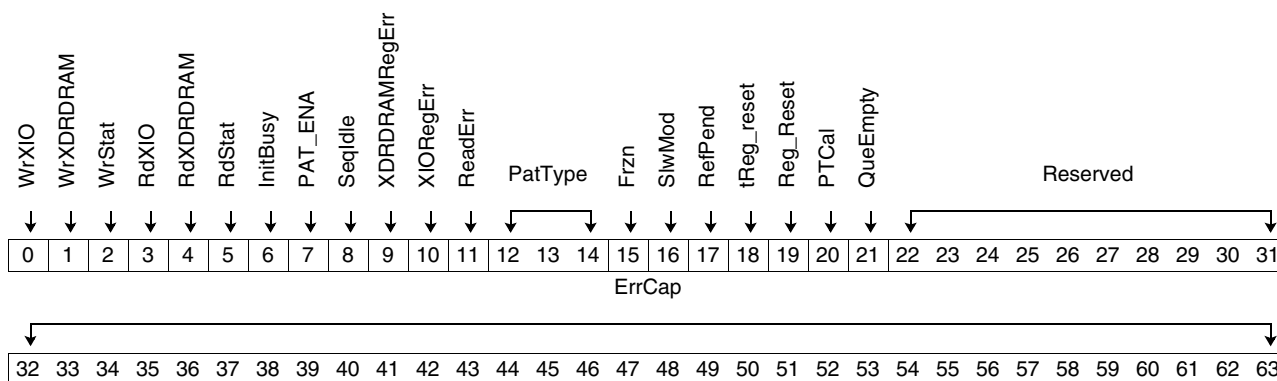 WrXIO
WrXDRDRAM
WrStat
RdXIO
RdXDRDRAM
RdStat
InitBusy
PAT_ENA
SeqIdle
XDRDRAMRegErr
XIORegErr
ReadErr
PatType
Frzn
SlwMod
RefPend
tReg_reset
Reg_Reset
PTCal
QueEmpty
Reserved
0 1 2 3 4 5 6 7 8 9 10 11 12 13 14 15 16 17 18 19 20 21 22 23 24 25 26 27 28 29 30 31
ErrCap
32 33 34 35 36 37 38 39 40 41 42 43 44 45 46 47 48 49 50 51 52 53 54 55 56 57 58 59 60 61 62 63